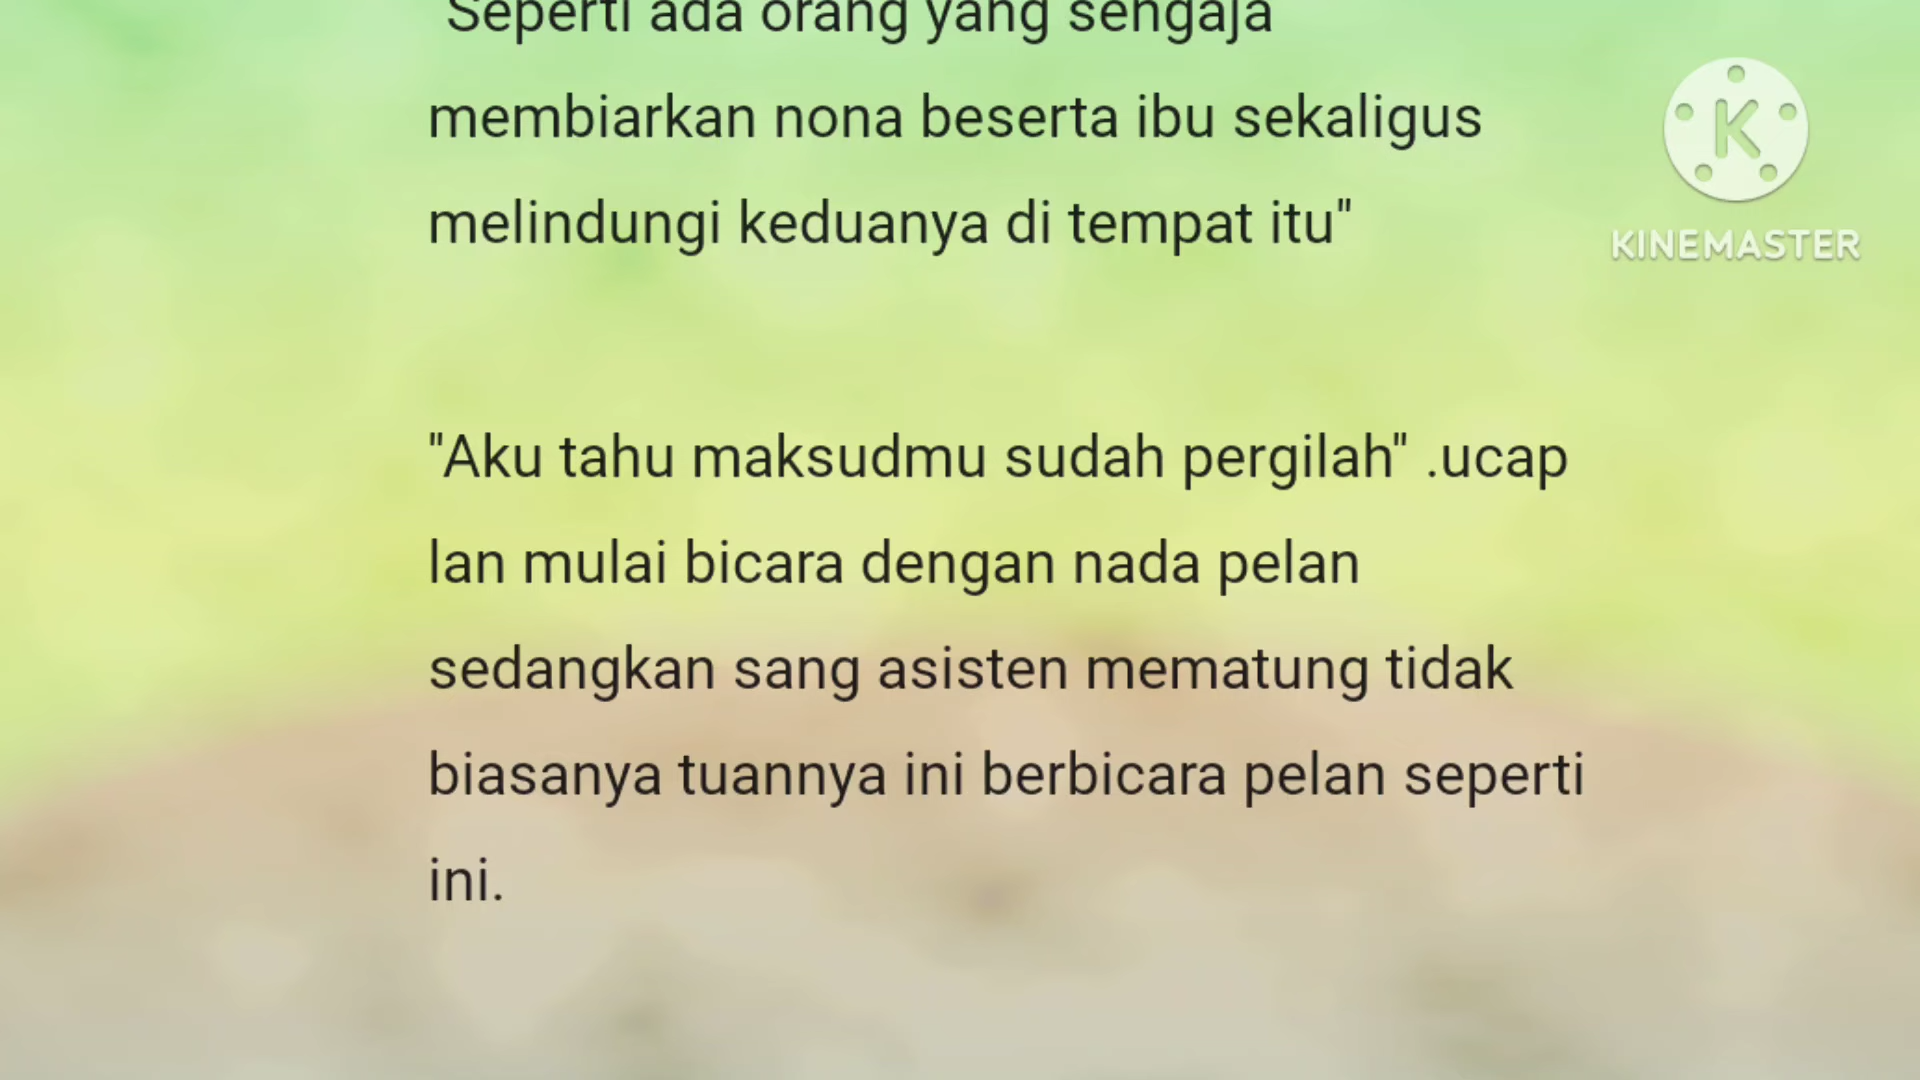 Seperti ada orang yang sengaja
membiarkan nona beserta ibu sekaligus
melindungi keduanya di tempat itu"
"Aku tahu maksudmu sudah pergilah" .ucap
lan mulai bicara dengan nada pelan
sedangkan sang asisten mematung tidak
biasanya tuannya ini berbicara pelan seperti
ini.
K
KINEMASTER